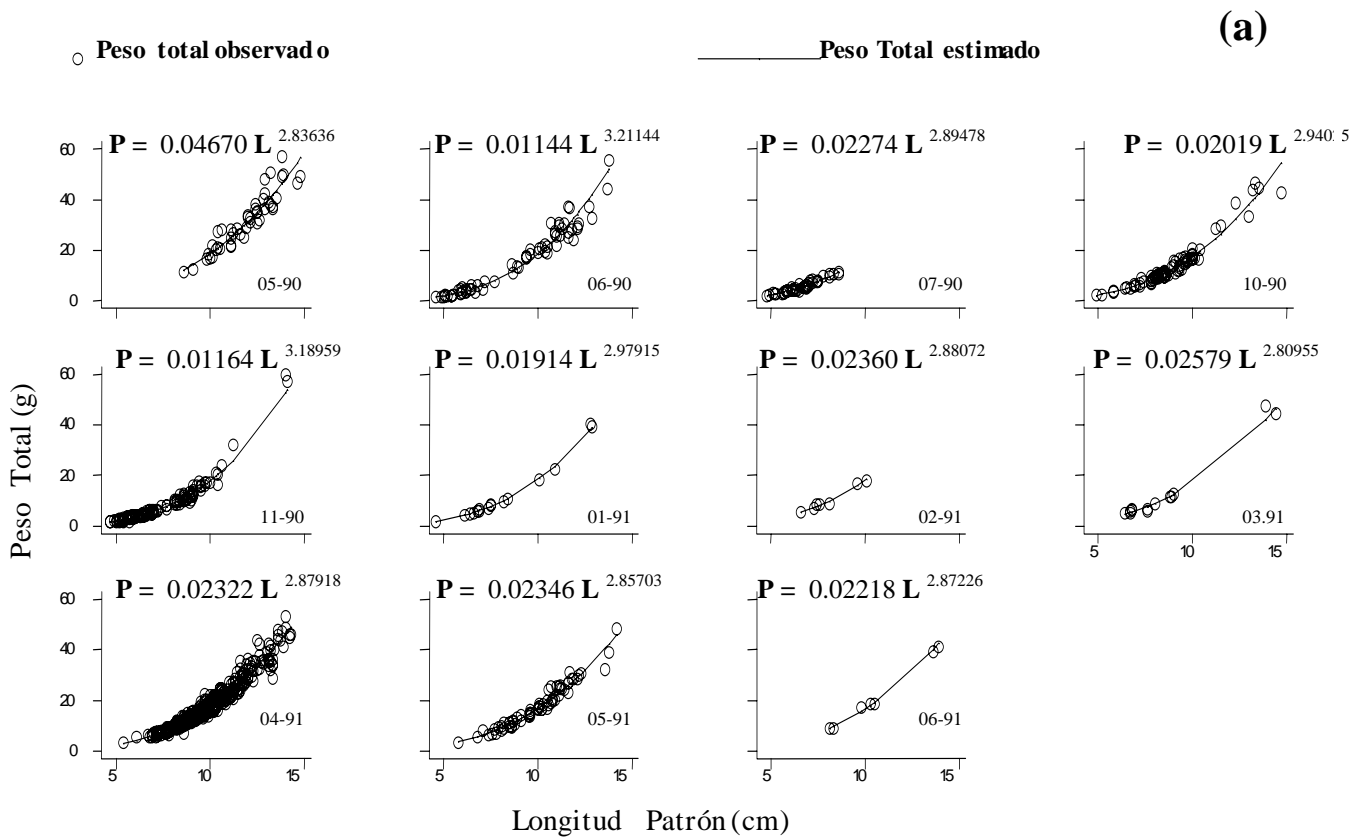 (a)
Peso total observado Peso Total estimado
P = 0.04670 L 2.83636 P = 0.01144 L 3.21144 P = 0.02274 L 2.89478 P = 0.02019 L
60
40
20
0
05-90 06-90 07-90 10-90
P = 0.01164 L 3.18959 P = 0.01914 L 2.97915 P = 0.02360 L 2.88072 P = 0.02579 L 2.80955
60
40
20
0
11-90 01-91 02-91 03.91
5 10 15
P = 0.02322 L 2.87918 P = 0.02346 L 2.85703 P = 0.02218 L 2.87226
60
40
20
0
04-91 05-91 06-91
5 10 15 5 10 15 5 10 15
Peso Total (g)
Longitud Patrón (cm)